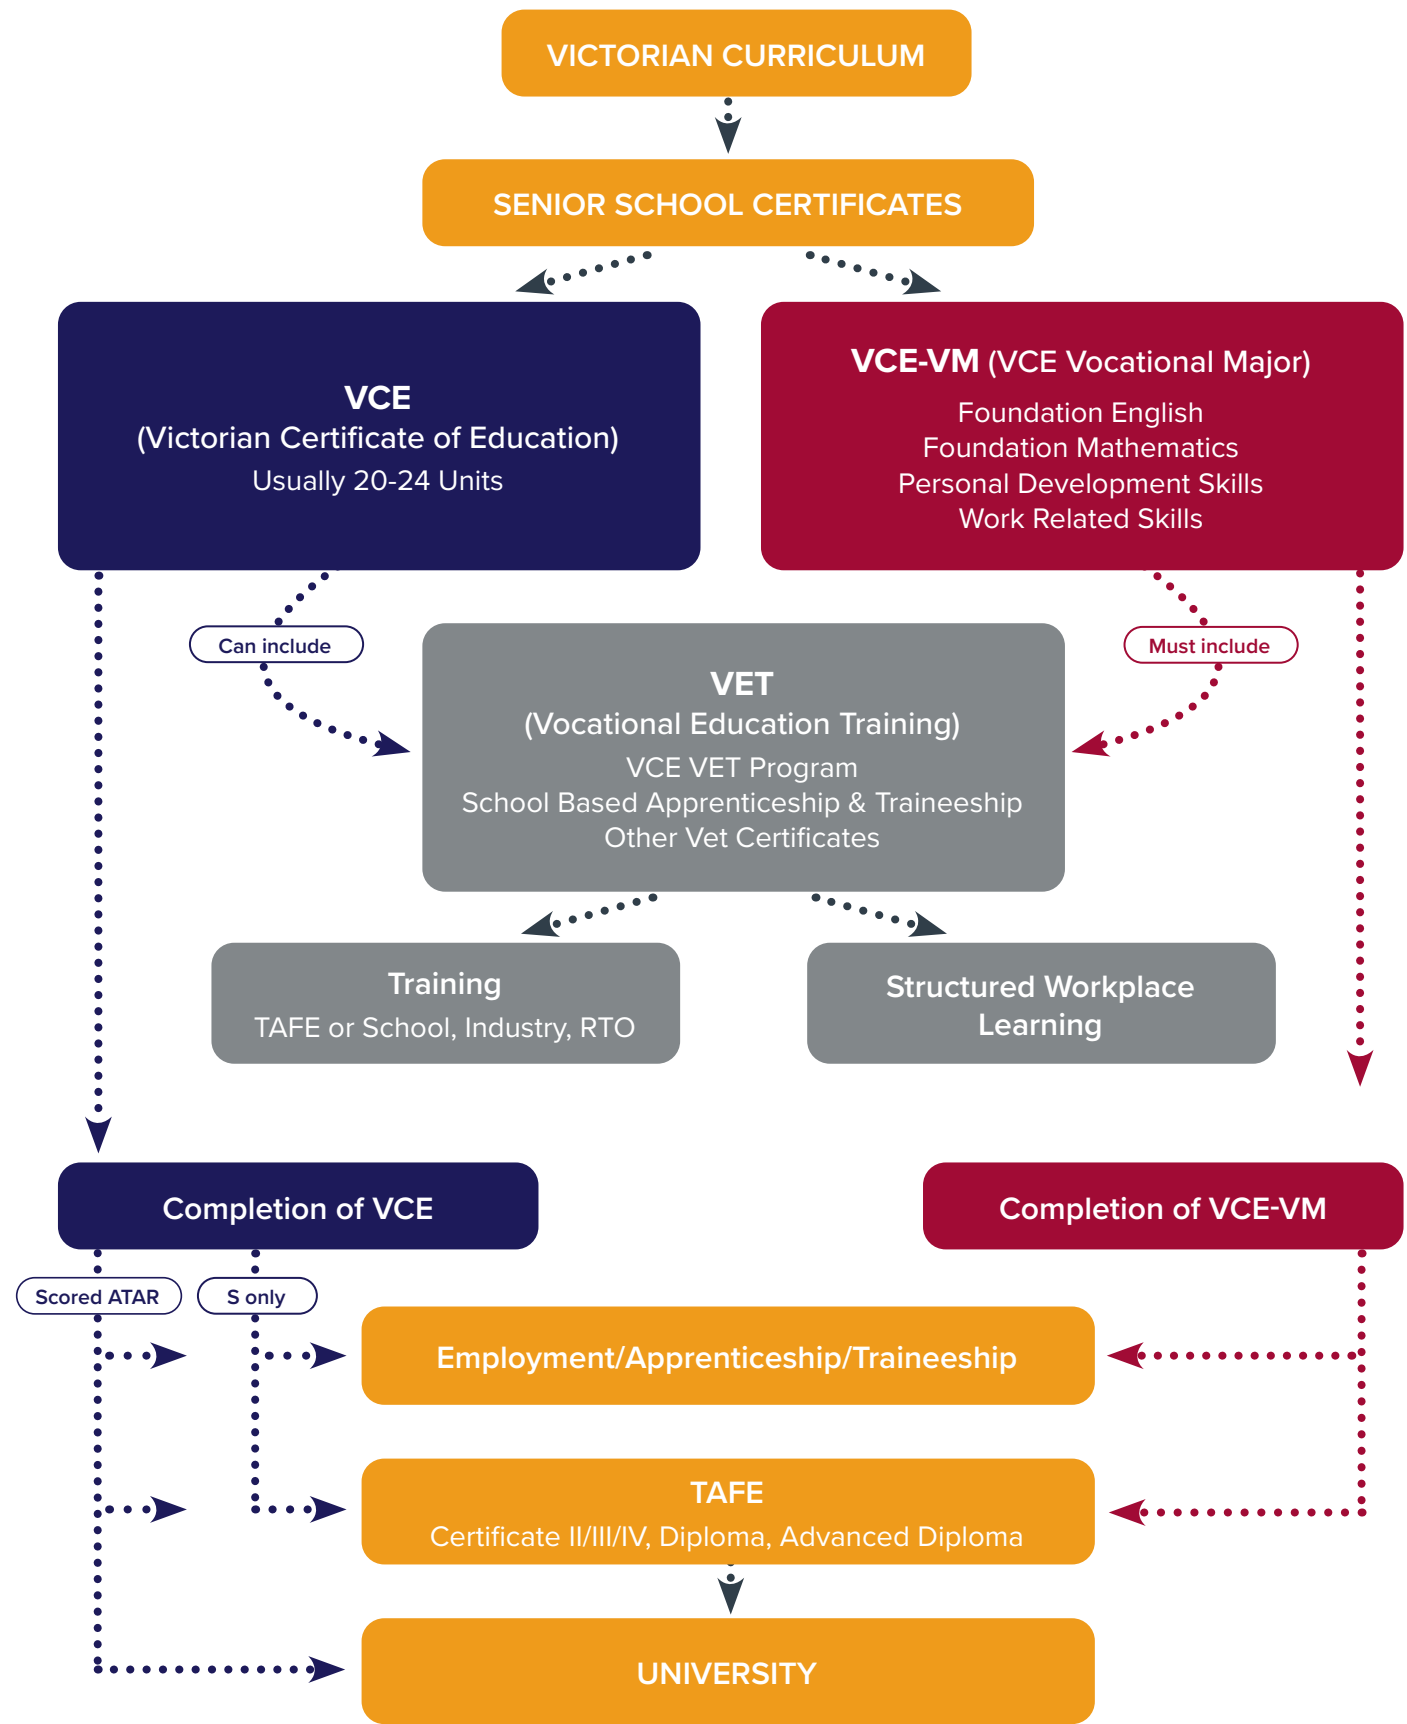 VICTORIAN CURRICULUM
SENIOR SCHOOL CERTIFICATES
VCE
(Victorian Certificate of Education)
Usually 20-24 Units
VCE-VM (VCE Vocational Major)
Foundation English
Foundation Mathematics
Personal Development Skills
Work Related Skills
Can include
Must include
VET
(Vocational Education Training)
VCE VET Program
School Based Apprenticeship & Traineeship
Other Vet Certificates
Training
TAFE or School, Industry, RTO
Structured Workplace
Learning
Completion of VCE
Completion of VCE-VM
Scored ATAR
S only
Employment/Apprenticeship/Traineeship
TAFE
Certificate II/III/IV, Diploma, Advanced Diploma
UNIVERSITY